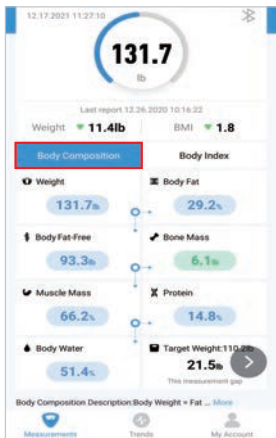 12.17.2021 11:27:10
131.7
lb
Last report 12.26.2020 10:16:22
Weight ▼ 11.4lb BMI ▼ 1.8
Body Composition Body Index
Weight Body Fat
131.7lb 29.2%
Body Fat-Free Bone Mass
93.3lb 6.1lb
Muscle Mass Protein
66.2% 14.8%
Body Water Target Weight:110.2lb
51.4% 21.5lb
This measurement gap
Body Composition Description:Body Weight = Fat ... More
Measurements Trends My Account